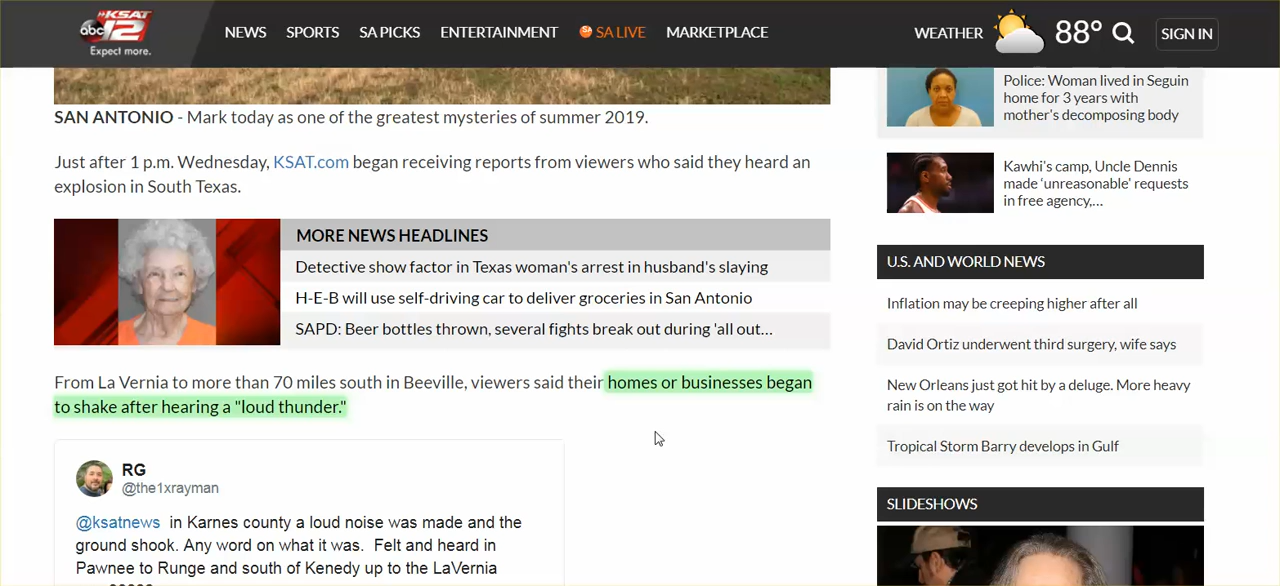 KSAT
abc 12
Expect more.
NEWS SPORTS SA PICKS ENTERTAINMENT SA LIVE MARKETPLACE WEATHER 88° SIGN IN
SAN ANTONIO - Mark today as one of the greatest mysteries of summer 2019.
Just after 1 p.m. Wednesday, KSAT.com began receiving reports from viewers who said they heard an
explosion in South Texas.
MORE NEWS HEADLINES
Detective show factor in Texas woman's arrest in husband's slaying
H-E-B will use self-driving car to deliver groceries in San Antonio
SAPD: Beer bottles thrown, several fights break out during 'all out...
From La Vernia to more than 70 miles south in Beeville, viewers said their homes or businesses began
to shake after hearing a "loud thunder."
RG
@the1xrayman
@ksatnews in Karnes county a loud noise was made and the
ground shook. Any word on what it was. Felt and heard in
Pawnee to Runge and south of Kenedy up to the LaVernia
Police: Woman lived in Seguin
home for 3 years with
mother's decomposing body
Kawhi's camp, Uncle Dennis
made ‘unreasonable’ requests
in free agency,...
U.S. AND WORLD NEWS
Inflation may be creeping higher after all
David Ortiz underwent third surgery, wife says
New Orleans just got hit by a deluge. More heavy
rain is on the way
Tropical Storm Barry develops in Gulf
SLIDESHOWS